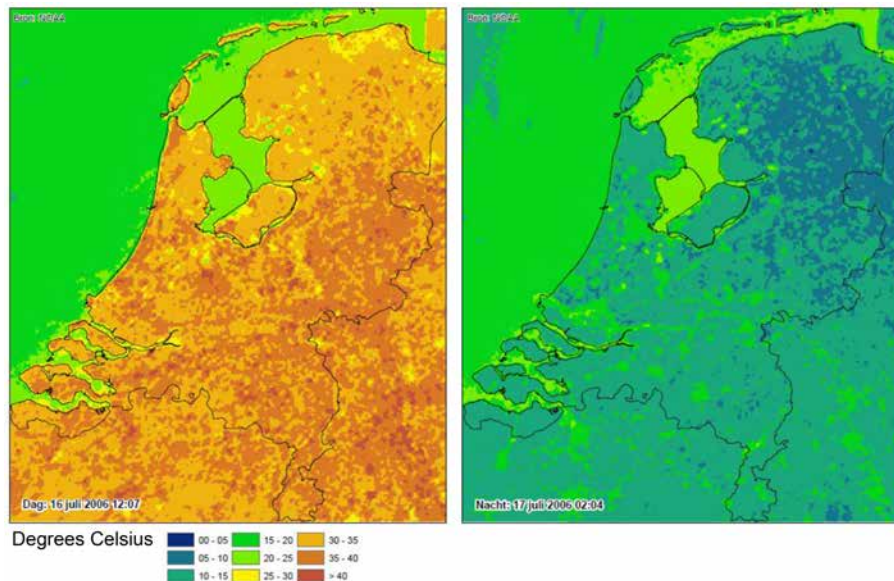 Bron: NOAA
Bron: NOAA
Dag: 16 juli 2006 12:07
Nacht: 17 juli 2006 02:04
Degrees Celsius
00 - 05
15 - 20
30 - 35
05 - 10
20 - 25
35 - 40
10 - 15
25 - 30
> 40